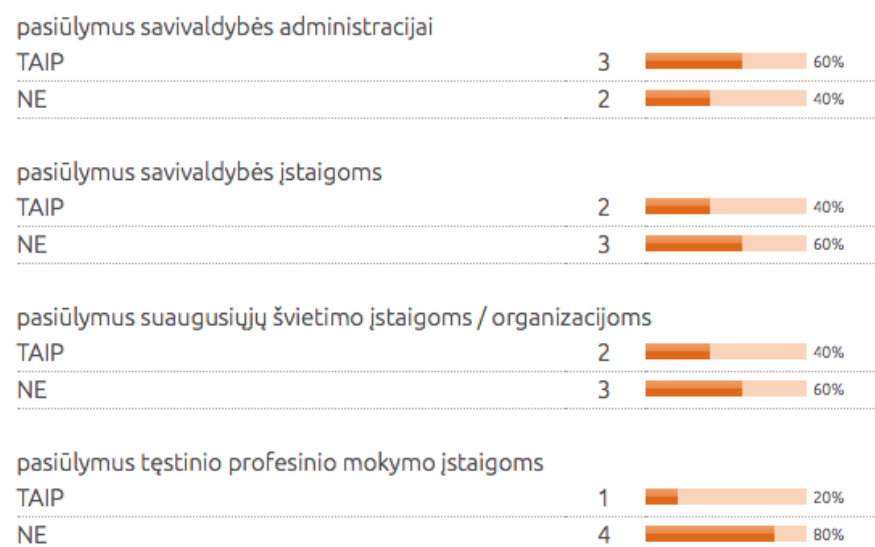 pasiūlymus savivaldybės administracijai
TAIP 3 60%
NE 2 40%
pasiūlymus savivaldybės įstaigoms
TAIP 2 40%
NE 3 60%
pasiūlymus suaugusiųjų švietimo įstaigoms / organizacijoms
TAIP 2 40%
NE 3 60%
pasiūlymus tęstinio profesinio mokymo įstaigoms
TAIP 1 20%
NE 4 80%